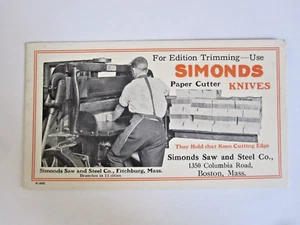 For Edition Trimming—Use
SIMONDS
Paper Cutter KNIVES
They Hold that Keen Cutting Edge
Simonds Saw and Steel Co., Fitchburg, Mass.
Branches in 11 cities
Simonds Saw and Steel Co.,
1350 Columbia Road,
Boston, Mass.